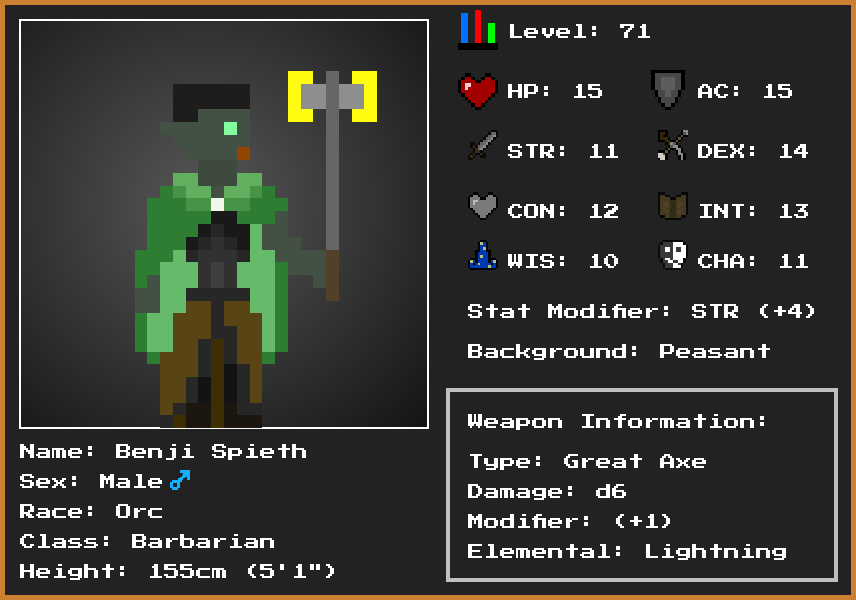 Level: 71
HP: 15
AC: 15
STR: 11
DEX: 14
CON: 12
INT: 13
WIS: 10
CHA: 11
Stat Modifier: STR (+4)
Background: Peasant
Weapon Information:
Type: Great Axe
Damage: d6
Modifier: (+1)
Elemental: Lightning
Name: Benji Spieth
Sex: Male♂
Race: Orc
Class: Barbarian
Height: 155cm (5'1")